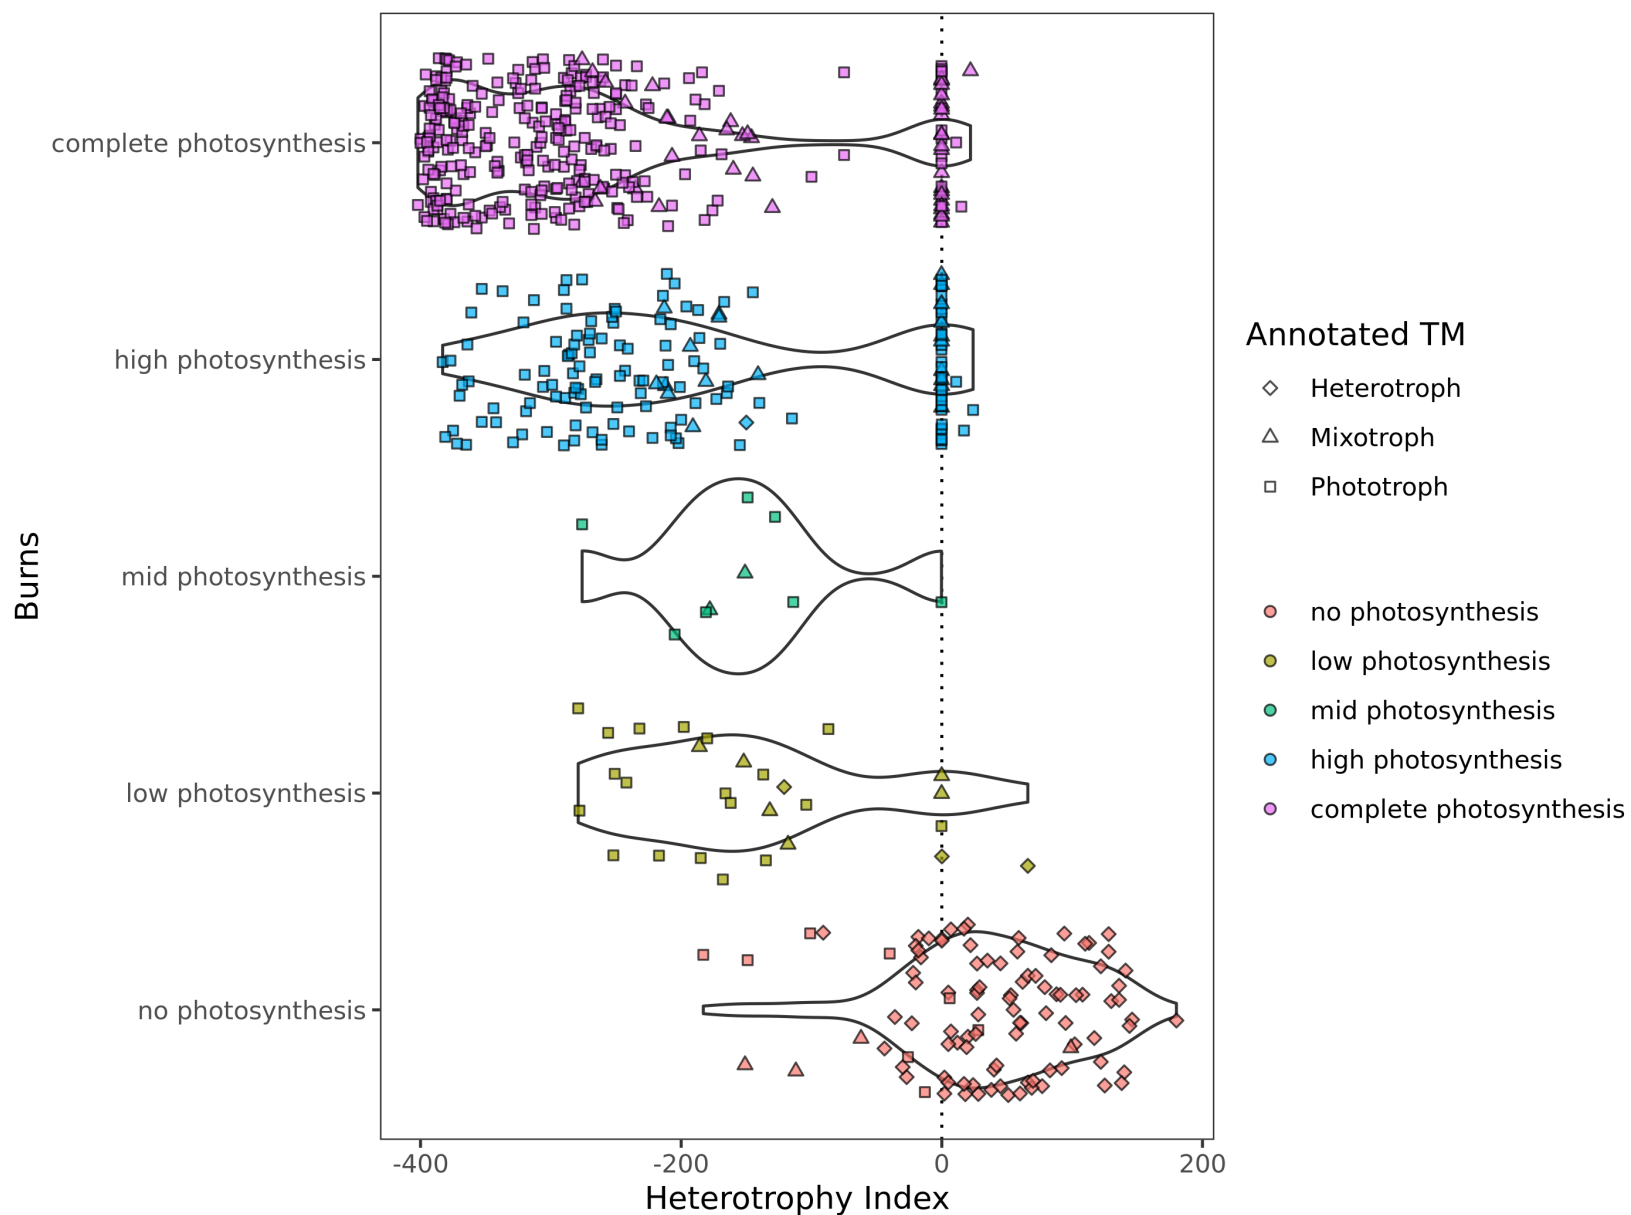 complete photosynthesis
high photosynthesis
mid photosynthesis
low photosynthesis
no photosynthesis
Burns
-400
-200
0
200
Heterotrophy Index
Annotated TM
Heterotroph
Mixotroph
Phototroph
no photosynthesis
low photosynthesis
mid photosynthesis
high photosynthesis
complete photosynthesis